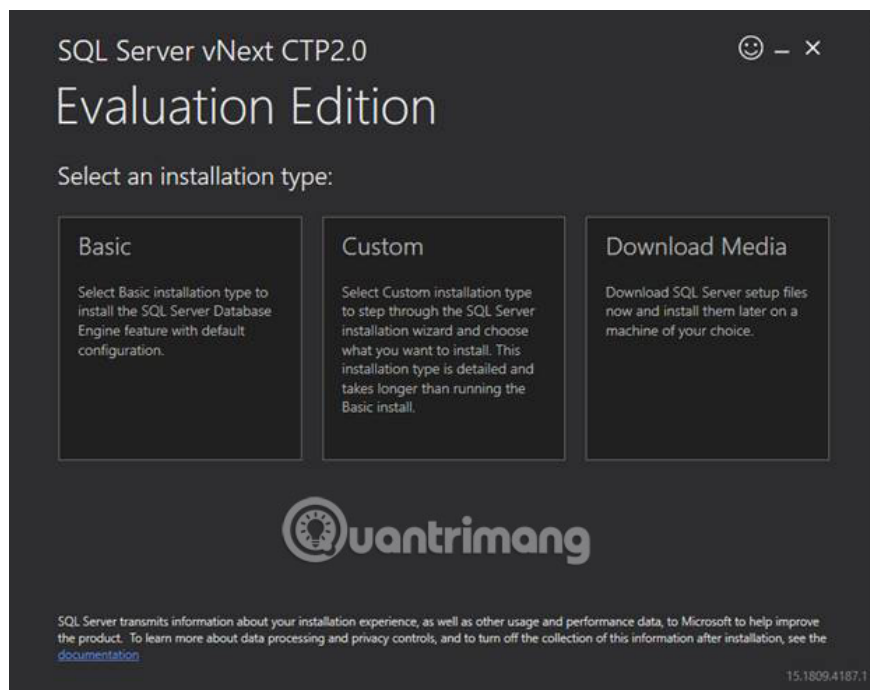 SQL Server vNext CTP2.0
Evaluation Edition
Select an installation type:
Basic
Select Basic installation type to
install the SQL Server Database
Engine feature with default
configuration.
Custom
Select Custom installation type
to step through the SQL Server
installation wizard and choose
what you want to install. This
installation type is detailed and
takes longer than running the
Basic install.
Download Media
Download SQL Server setup files
now and install them later on a
machine of your choice.
Quantrimang
SQL Server transmits information about your installation experience, as well as other usage and performance data, to Microsoft to help improve
the product. To learn more about data processing and privacy controls, and to turn off the collection of this information after installation, see the
documentation
15.1809.4187.1